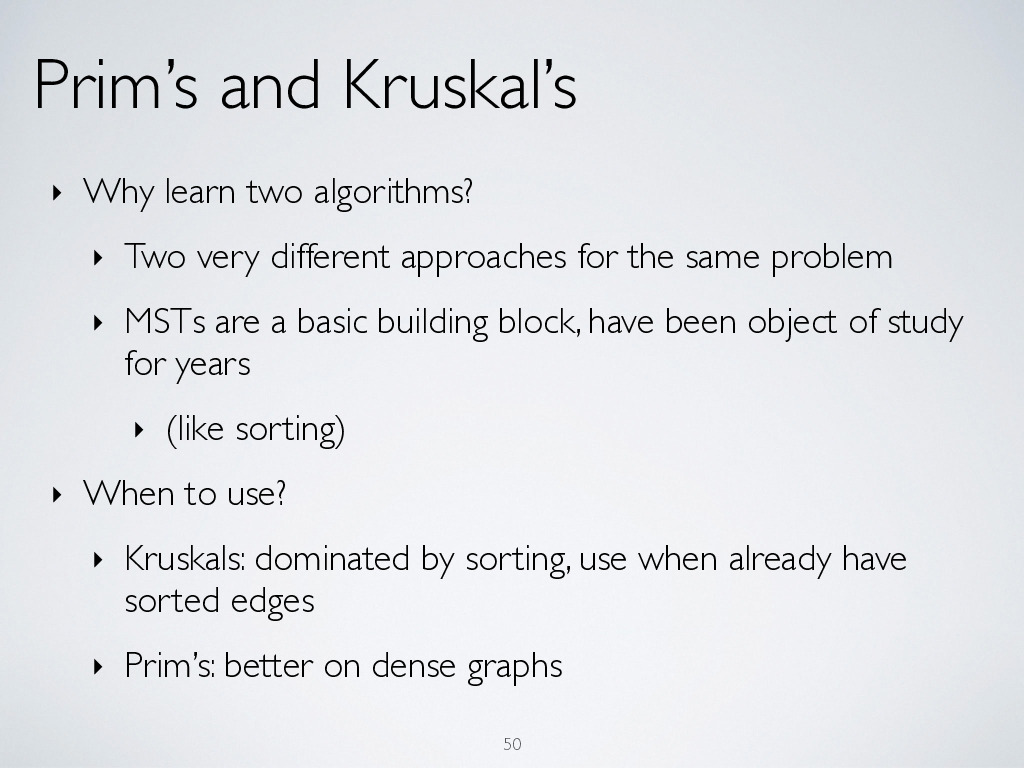 Prim’s and Kruskal’s
‣ Why learn two algorithms?
‣ Two very different approaches for the same problem
‣ MSTs are a basic building block, have been object of study
for years
‣ (like sorting)
‣ When to use?
‣ Kruskals: dominated by sorting, use when already have
sorted edges
‣ Prim’s: better on dense graphs
50